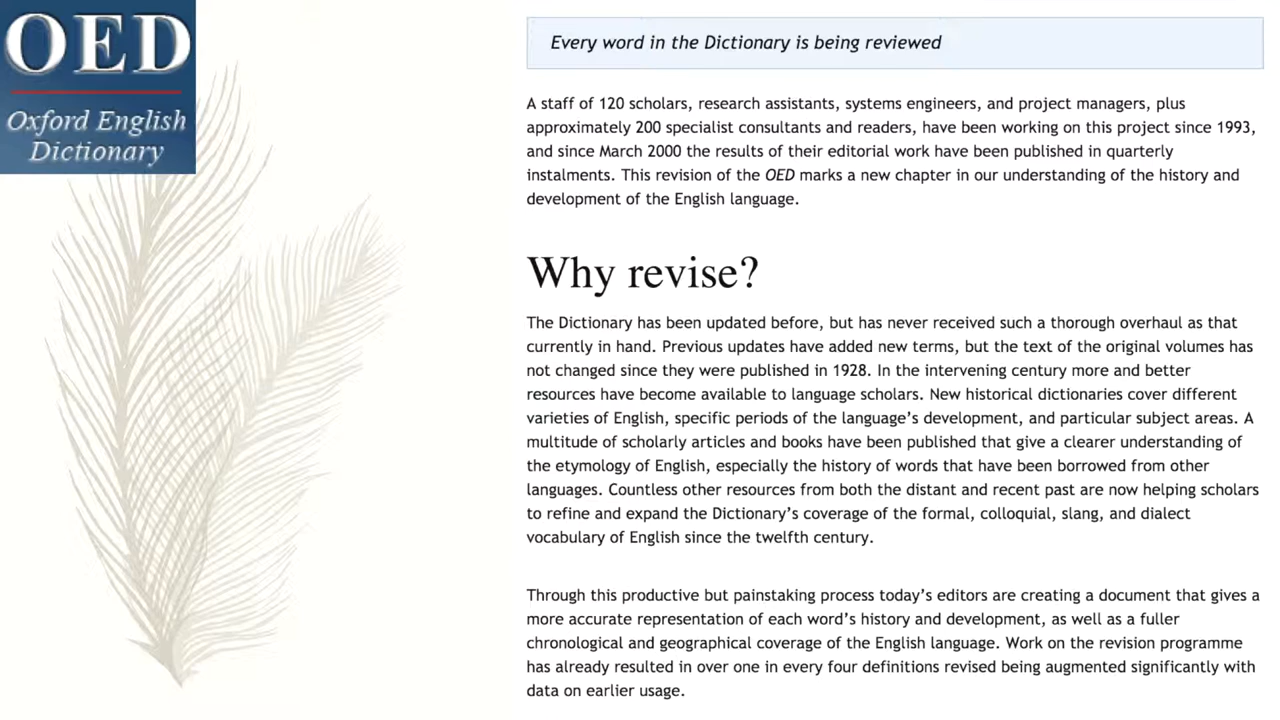 OED
Oxford English
Dictionary
Every word in the Dictionary is being reviewed
A staff of 120 scholars, research assistants, systems engineers, and project managers, plus
approximately 200 specialist consultants and readers, have been working on this project since 1993,
and since March 2000 the results of their editorial work have been published in quarterly
instalments. This revision of the OED marks a new chapter in our understanding of the history and
development of the English language.
Why revise?
The Dictionary has been updated before, but has never received such a thorough overhaul as that
currently in hand. Previous updates have added new terms, but the text of the original volumes has
not changed since they were published in 1928. In the intervening century more and better
resources have become available to language scholars. New historical dictionaries cover different
varieties of English, specific periods of the language’s development, and particular subject areas. A
multitude of scholarly articles and books have been published that give a clearer understanding of
the etymology of English, especially the history of words that have been borrowed from other
languages. Countless other resources from both the distant and recent past are now helping scholars
to refine and expand the Dictionary’s coverage of the formal, colloquial, slang, and dialect
vocabulary of English since the twelfth century.
Through this productive but painstaking process today’s editors are creating a document that gives a
more accurate representation of each word’s history and development, as well as a fuller
chronological and geographical coverage of the English language. Work on the revision programme
has already resulted in over one in every four definitions revised being augmented significantly with
data on earlier usage.